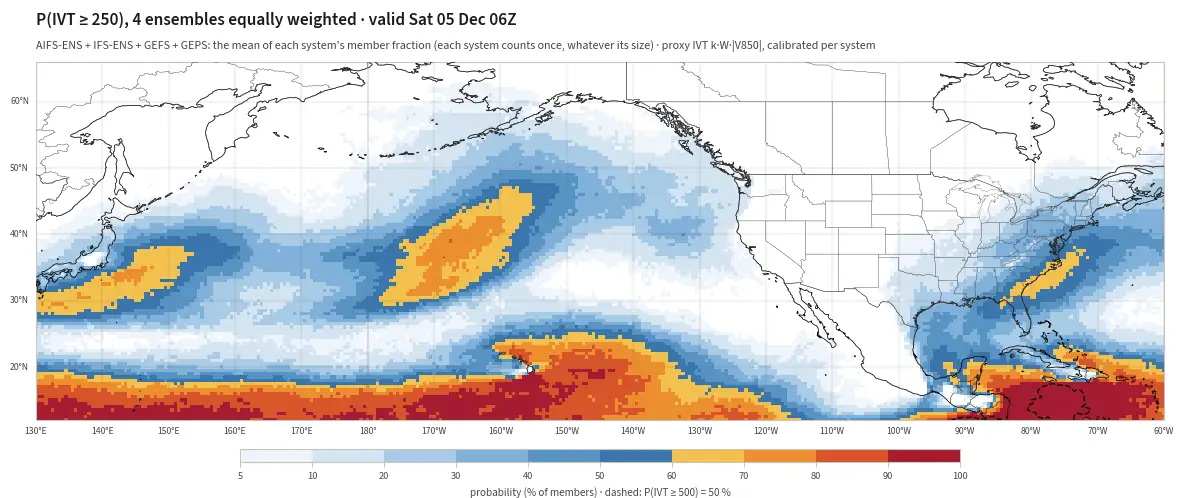 P(IVT ≥ 250), 4 ensembles equally weighted · valid Sat 05 Dec 06Z
AIFS-ENS + IFS-ENS + GEFS + GEPS: the mean of each system's member fraction (each system counts once, whatever its size) · proxy IVT k·W·|V850|, calibrated per system
60°N
50°N
40°N
30°N
20°N
130°E 140°E 150°E 160°E 170°E 180° 170°W 160°W 150°W 140°W 130°W 120°W 110°W 100°W 90°W 80°W 70°W 60°W
5 10 20 30 40 50 60 70 80 90 100
probability (% of members) · dashed: P(IVT ≥ 500) = 50 %